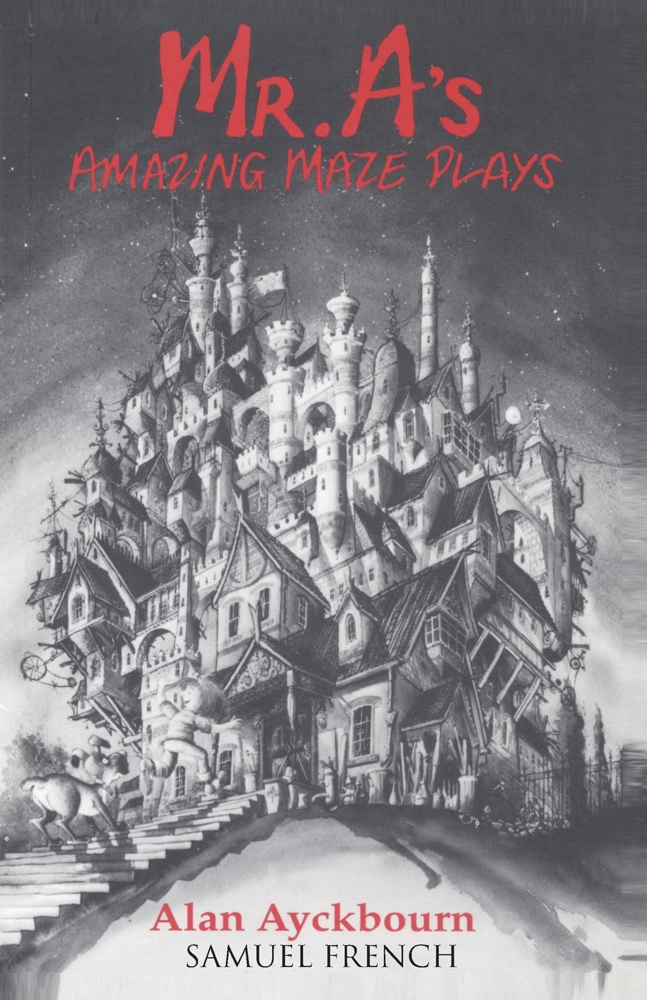 Mr. A's
Amazing Maze Plays
Alan Ayckbourn
SAMUEL FRENCH